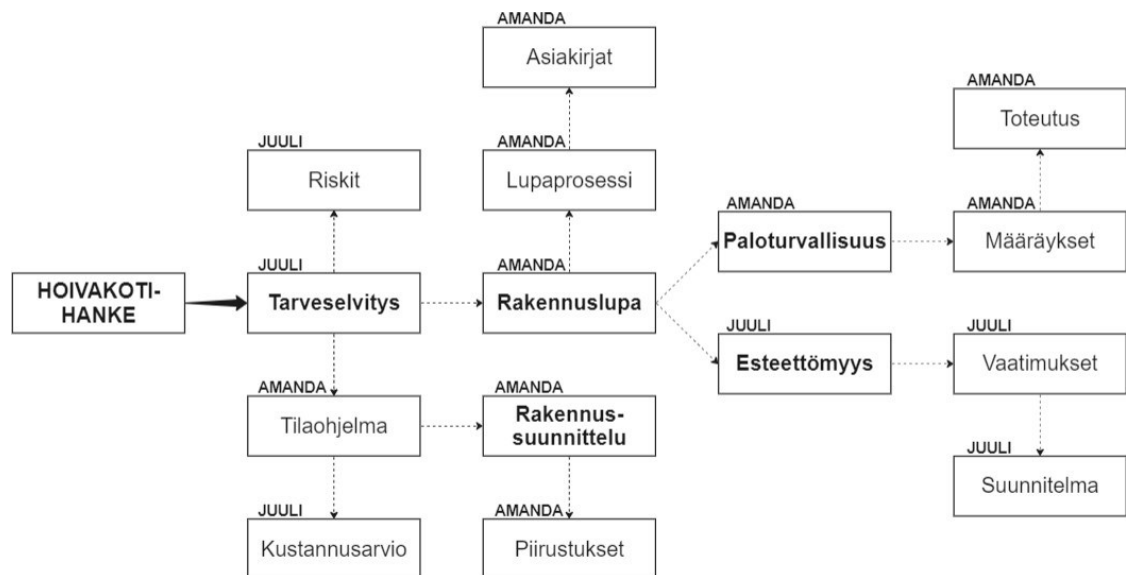 AMANDA
Asiakirjat
AMANDA
Toteutus
JUULI
Riskit
AMANDA
Lupaprosessi
AMANDA
Paloturvallisuus
AMANDA
Määräykset
HOIVAKOTI-
HANKE
JUULI
Tarveselvitys
AMANDA
Rakennuslupa
JUULI
Esteettömyys
JUULI
Vaatimukset
AMANDA
Tilaohjelma
AMANDA
Rakennus-
suunnittelu
JUULI
Suunnitelma
JUULI
Kustannusarvio
AMANDA
Piirustukset